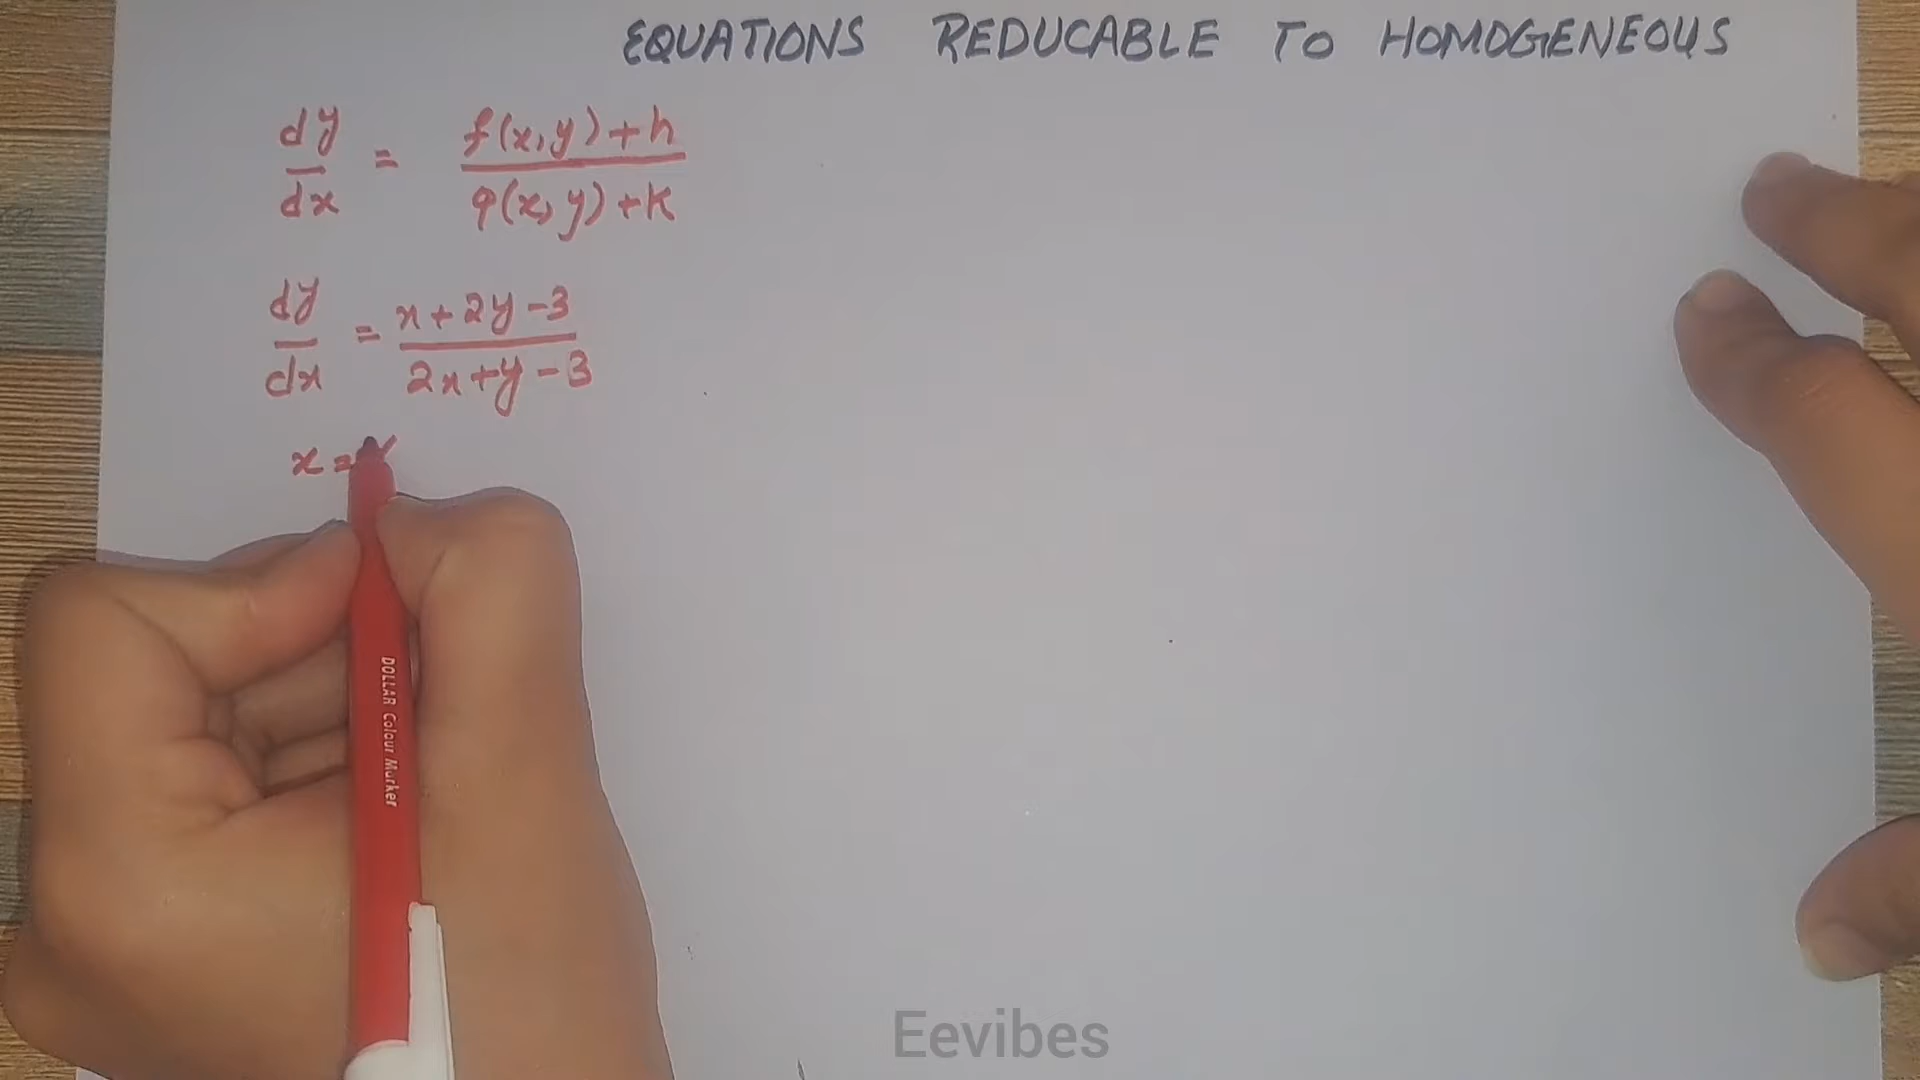 EQUATIONS REDUCABLE TO HOMOGENEOUS
dy/dx = f(x,y)+h / φ(x,y)+k
dy/dx = x+2y-3 / 2x+y-3
x=X
DOLLAR Colour Marker
Eevibes